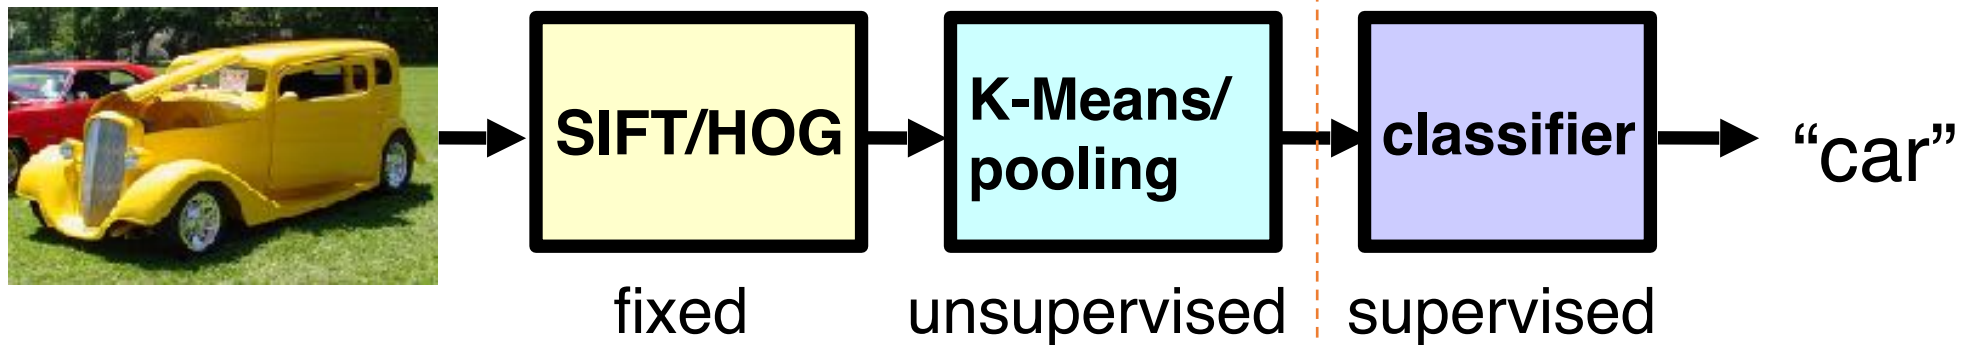 SIFT/HOG
K-Means/
pooling
classifier
“car”
fixed
unsupervised
supervised